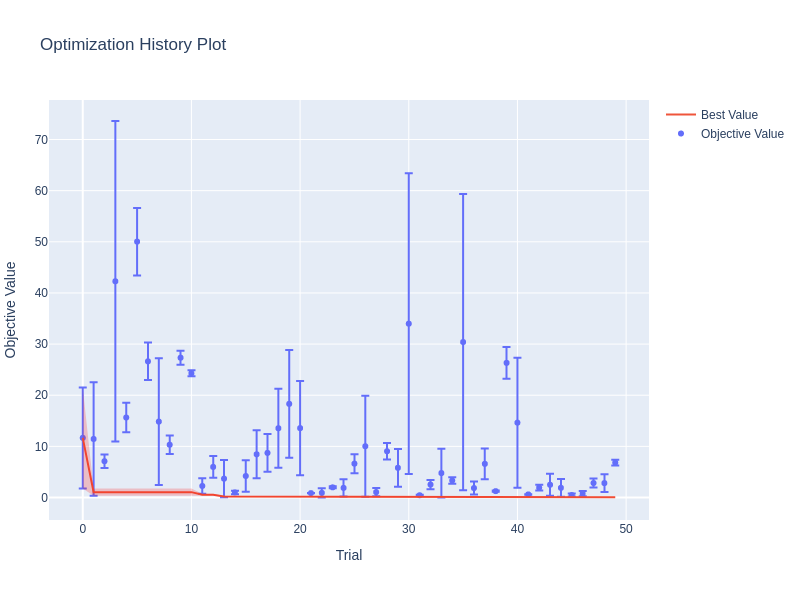 Optimization History Plot
Best Value
Objective Value
70
60
50
40
30
20
10
0
Objective Value
0 10 20 30 40 50
Trial